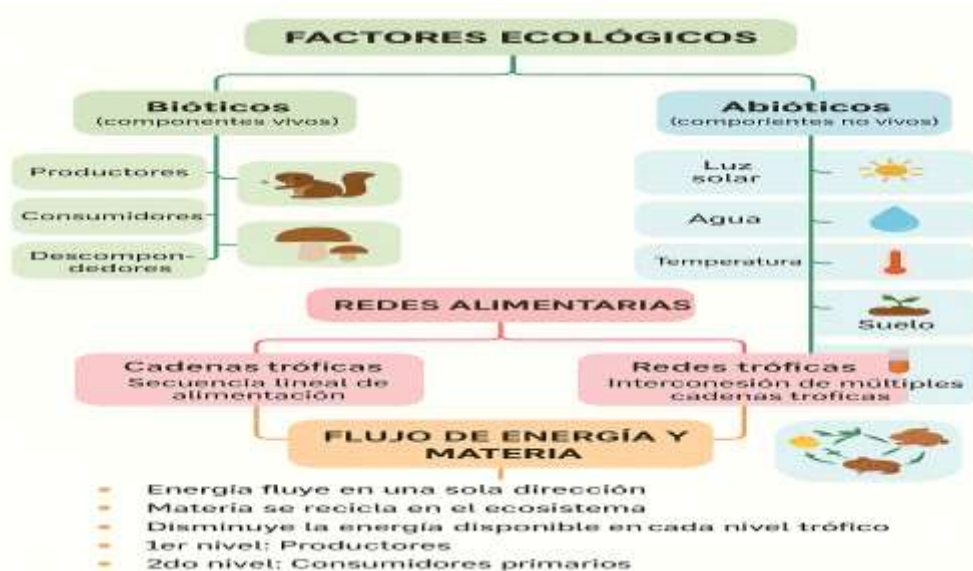 FACTORES ECOLÓGICOS
Bióticos
(componentes vivos)
Productores
Consumidores
Descompon-
dedores
Abióticos
(comporientes no vivos)
Luz
solar
Agua
Temperatura
Suelo
REDES ALIMENTARIAS
Cadenas tróficas
Secuencia lineal de
alimentación
Redes tróficas
Interconesión de múltiples
cadenas tróficas
FLUJO DE ENERGÍA Y
MATERIA
• Energía fluye en una sola dirección
• Materia se recicla en el ecosistema
• Disminuye la energía disponible en cada nivel trófico
• 1er nivel: Productores
• 2do nivel: Consumidores primarios